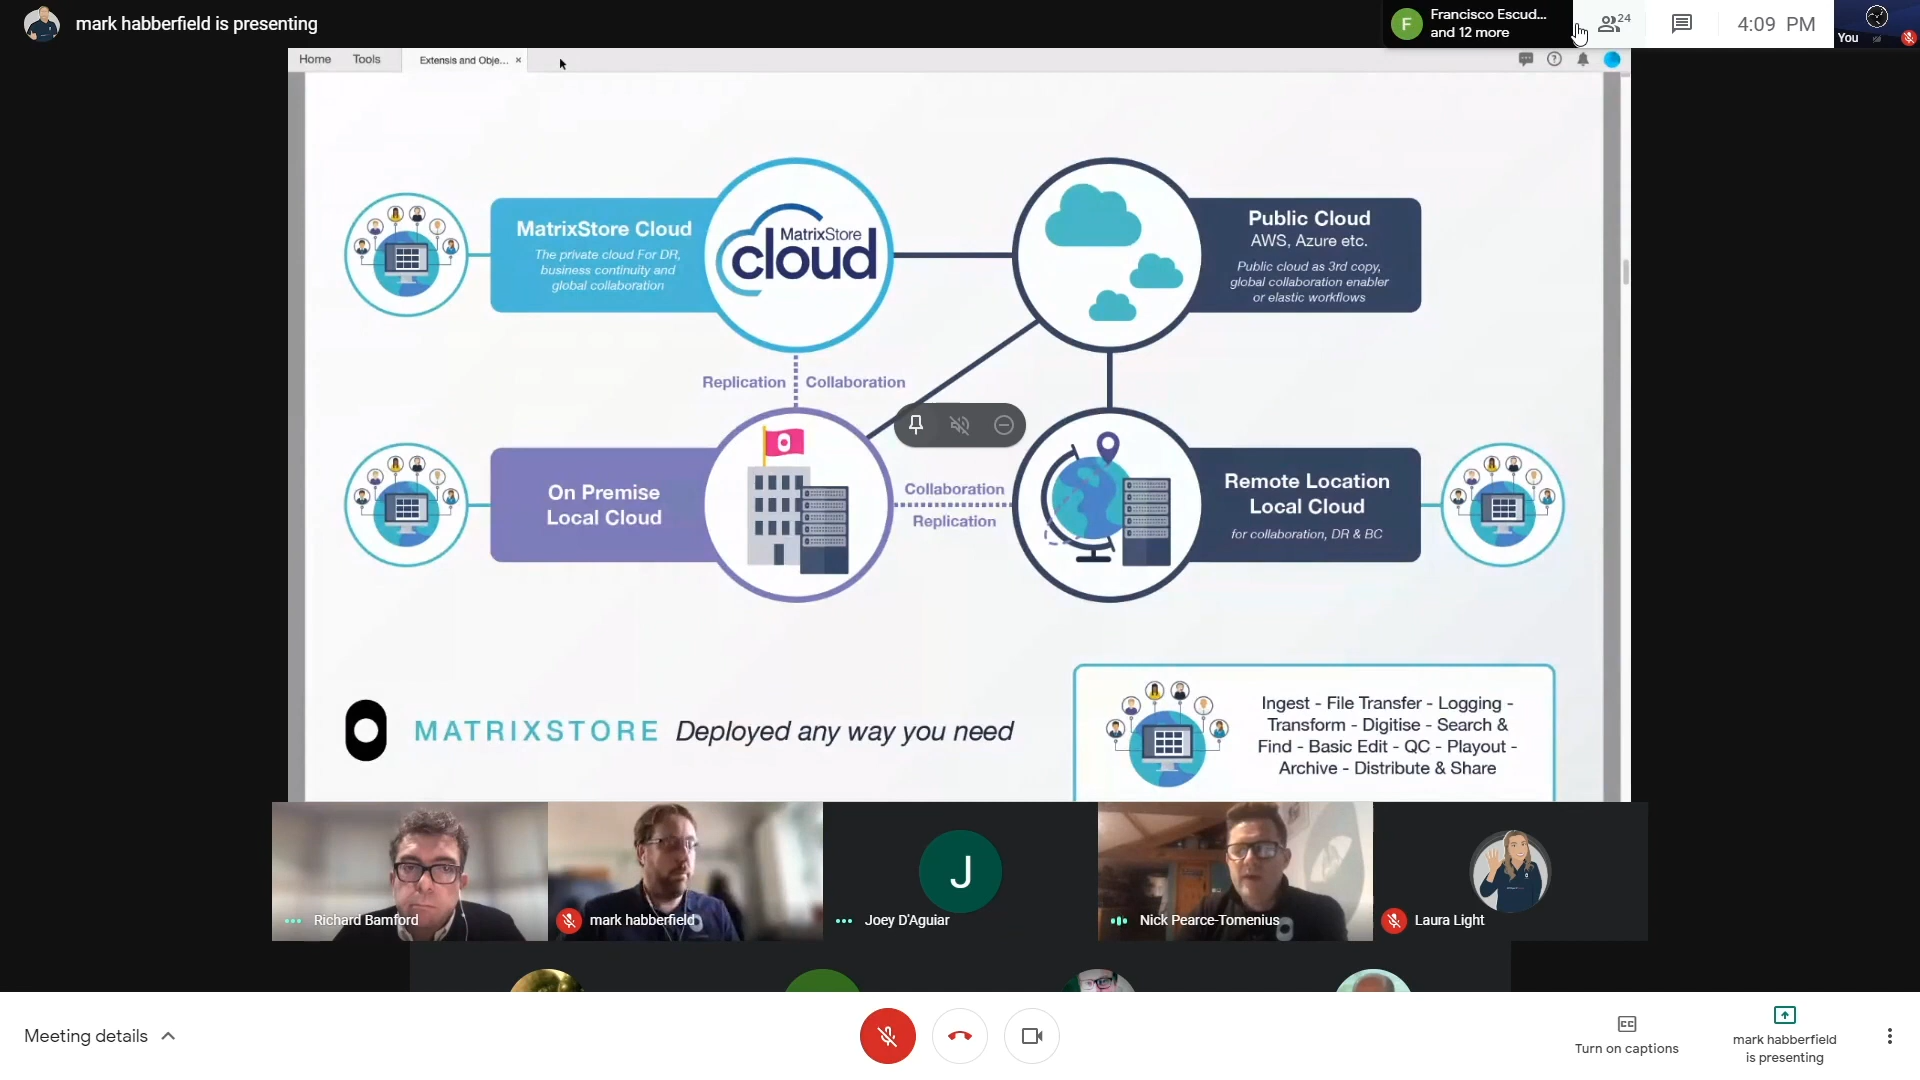 mark habberfield is presenting
Francisco Escud...
and 12 more
24
4:09 PM
F
You
Home
Tools
Extensis and Obje... ×
MatrixStore Cloud
The private cloud For DR,
business continuity and
global collaboration
MatrixStore
cloud
Public Cloud
AWS, Azure etc.
Public cloud as 3rd copy,
global collaboration enabler
or elastic workflows
Replication
Collaboration
On Premise
Local Cloud
Collaboration
Replication
Remote Location
Local Cloud
for collaboration, DR & BC
MATRIXSTORE Deployed any way you need
Ingest - File Transfer - Logging -
Transform - Digitise - Search &
Find - Basic Edit - QC - Playout -
Archive - Distribute & Share
J
Richard Bamford
mark habberfield
Joey D'Aguiar
Nick Pearce-Tomenius
Laura Light
Meeting details
CC
Turn on captions
mark habberfield
is presenting